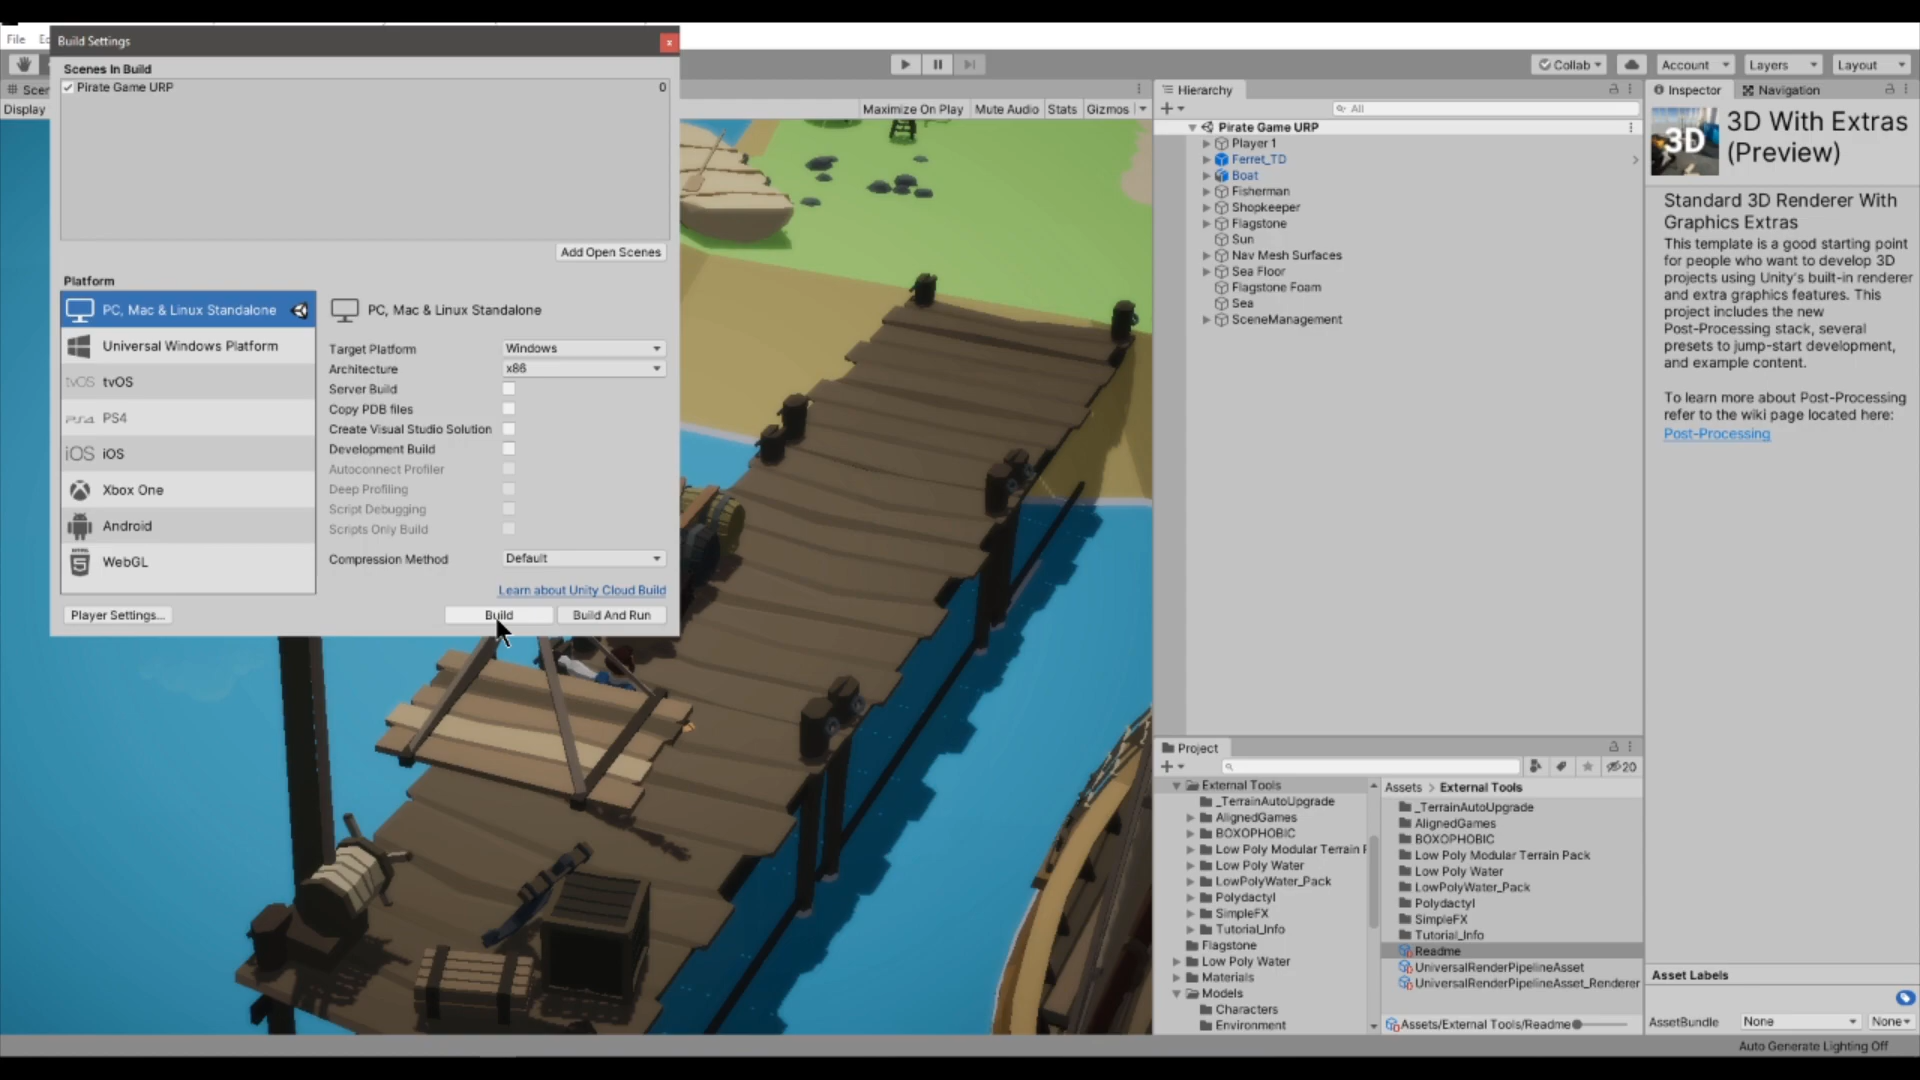 File
Build Settings
Scenes In Build
Pirate Game URP
0
Add Open Scenes
Platform
PC, Mac & Linux Standalone
Universal Windows Platform
tvOS tvOS
PS4 PS4
iOS iOS
Xbox One
Android
WebGL
Player Settings...
PC, Mac & Linux Standalone
Target Platform Windows
Architecture x86
Server Build
Copy PDB files
Create Visual Studio Solution
Development Build
Autoconnect Profiler
Deep Profiling
Script Debugging
Scripts Only Build
Compression Method Default
Learn about Unity Cloud Build
Build Build And Run
Display
Collab
Account
Layers
Layout
Maximize On Play Mute Audio Stats Gizmos
Hierarchy
All
Pirate Game URP
Player 1
Ferret_TD
Boat
Fisherman
Shopkeeper
Flagstone
Sun
Nav Mesh Surfaces
Sea Floor
Flagstone Foam
Sea
SceneManagement
Inspector Navigation
3D
3D With Extras
(Preview)
Standard 3D Renderer With
Graphics Extras
This template is a good starting point
for people who want to develop 3D
projects using Unity's built-in renderer
and extra graphics features. This
project includes the new
Post-Processing stack, several
presets to jump-start development,
and example content.
To learn more about Post-Processing
refer to the wiki page located here:
Post-Processing
Project
20
External Tools
_TerrainAutoUpgrade
AlignedGames
BOXOPHOBIC
Low Poly Modular Terrain
Low Poly Water
LowPolyWater_Pack
Polydactyl
SimpleFX
Tutorial_Info
Flagstone
Low Poly Water
Materials
Models
Characters
Environment
Assets > External Tools
_TerrainAutoUpgrade
AlignedGames
BOXOPHOBIC
Low Poly Modular Terrain Pack
Low Poly Water
LowPolyWater_Pack
Polydactyl
SimpleFX
Tutorial_Info
Readme
UniversalRenderPipelineAsset
UniversalRenderPipelineAsset_Renderer
Assets/External Tools/Readme
Asset Labels
AssetBundle None None
Auto Generate Lighting Off